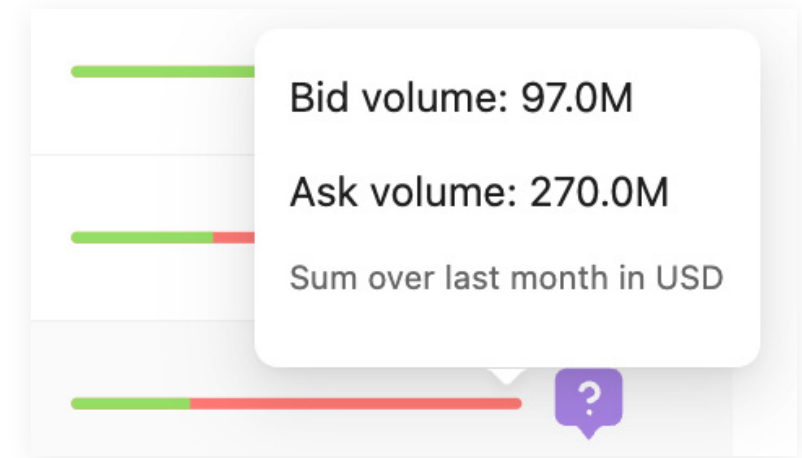 Bid volume: 97.0M
Ask volume: 270.0M
Sum over last month in USD
?